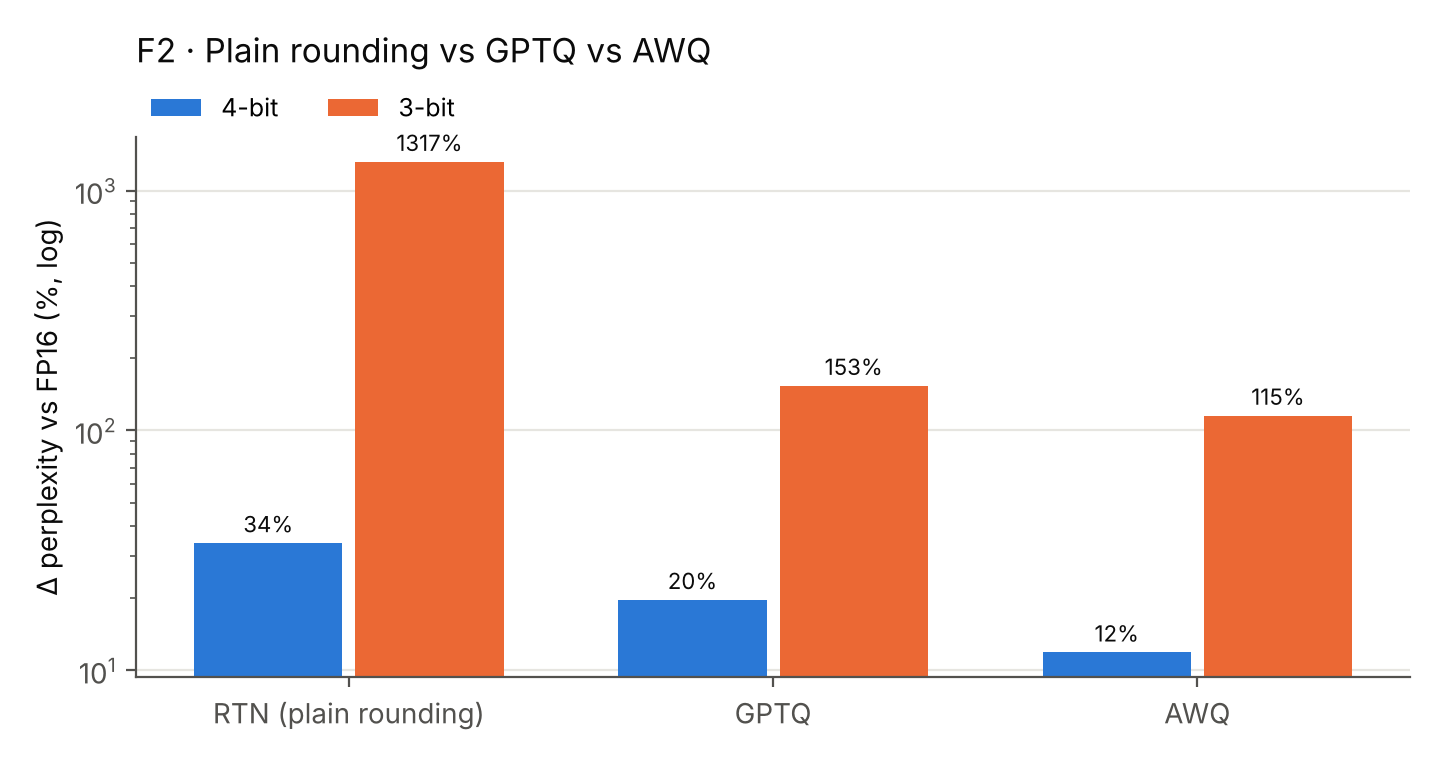 F2 · Plain rounding vs GPTQ vs AWQ
4-bit 3-bit
Δ perplexity vs FP16 (%, log)
10³
10²
10¹
34%
1317%
20%
153%
12%
115%
RTN (plain rounding)
GPTQ
AWQ